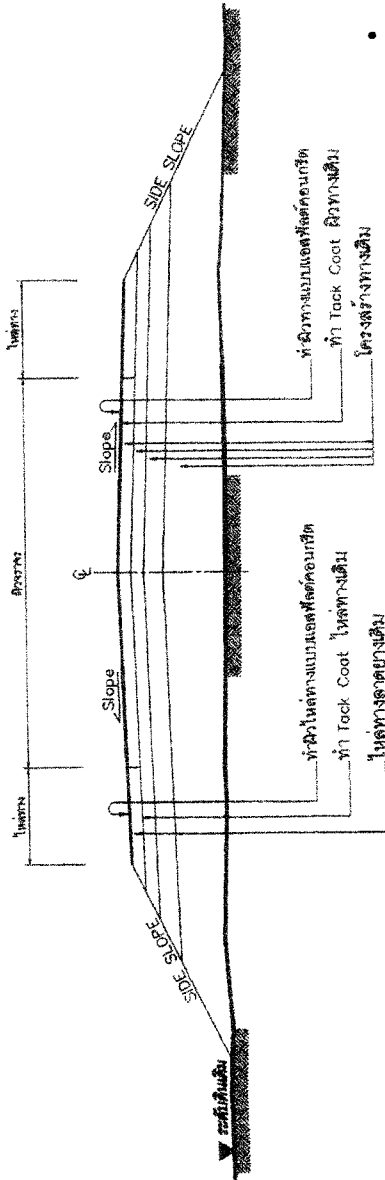 ไหล่ทาง
ผิวจราจร
ไหล่ทาง
℄
Slope
Slope
SIDE SLOPE
SIDE SLOPE
ระดับดินเดิม
ทำผิวไหล่ทางแบบแอสฟัลต์คอนกรีต
ทำ Tack Coat ไหล่ทางเดิม
ไหล่ทางลาดยางเดิม
ทำผิวทางแบบแอสฟัลต์คอนกรีต
ทำ Tack Coat ผิวทางเดิม
โครงสร้างทางเดิม